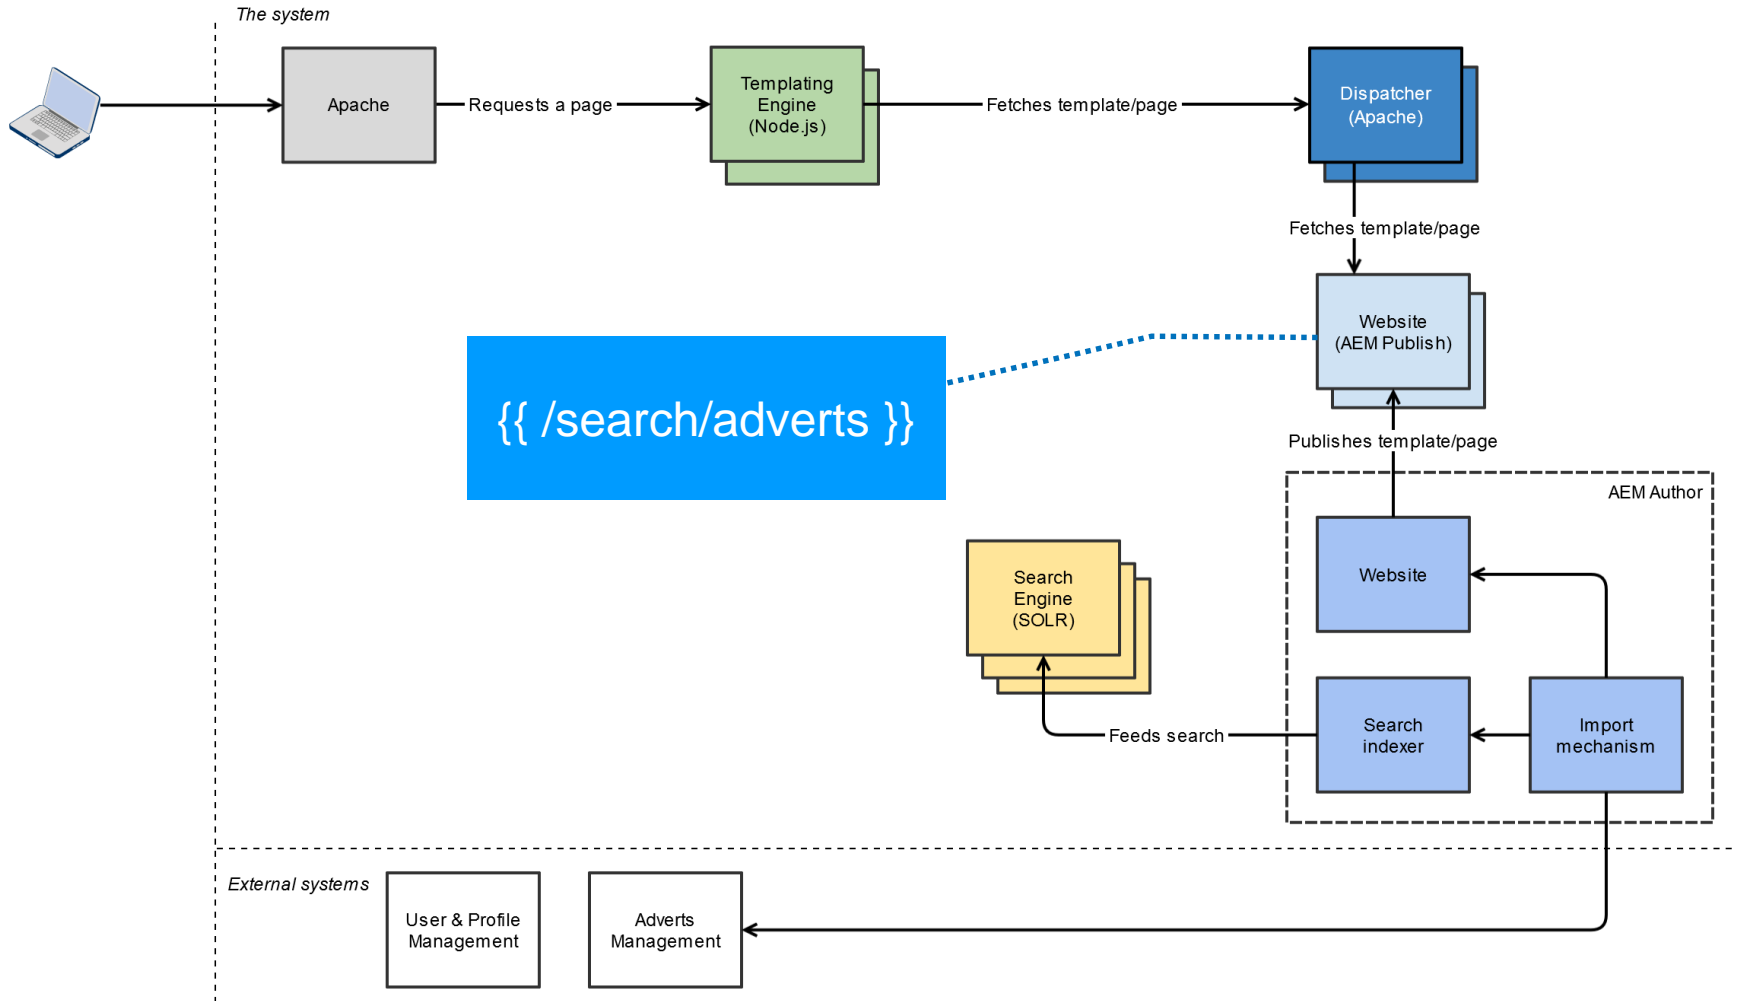 The system
Apache
Requests a page
Templating
Engine
(Node.js)
Fetches template/page
Dispatcher
(Apache)
Fetches template/page
Website
(AEM Publish)
{{ /search/adverts }}
Publishes template/page
AEM Author
Website
Search
Engine
(SOLR)
Feeds search
Search
indexer
Import
mechanism
External systems
User & Profile
Management
Adverts
Management